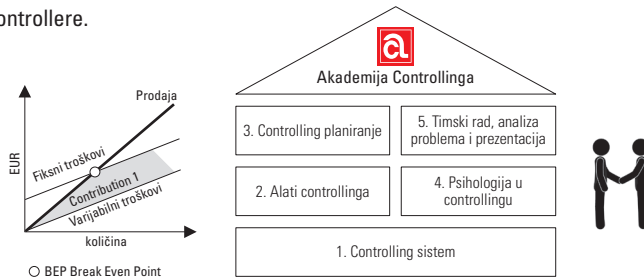 ontrollere.
Prodaja
EUR
Fiksni troškovi
Contribution 1
Varijabilni troškovi
količina
BEP Break Even Point
Akademija Controllinga
3. Controlling planiranje
5. Timski rad, analiza
problema i prezentacija
2. Alati controllinga
4. Psihologija u
controllingu
1. Controlling sistem